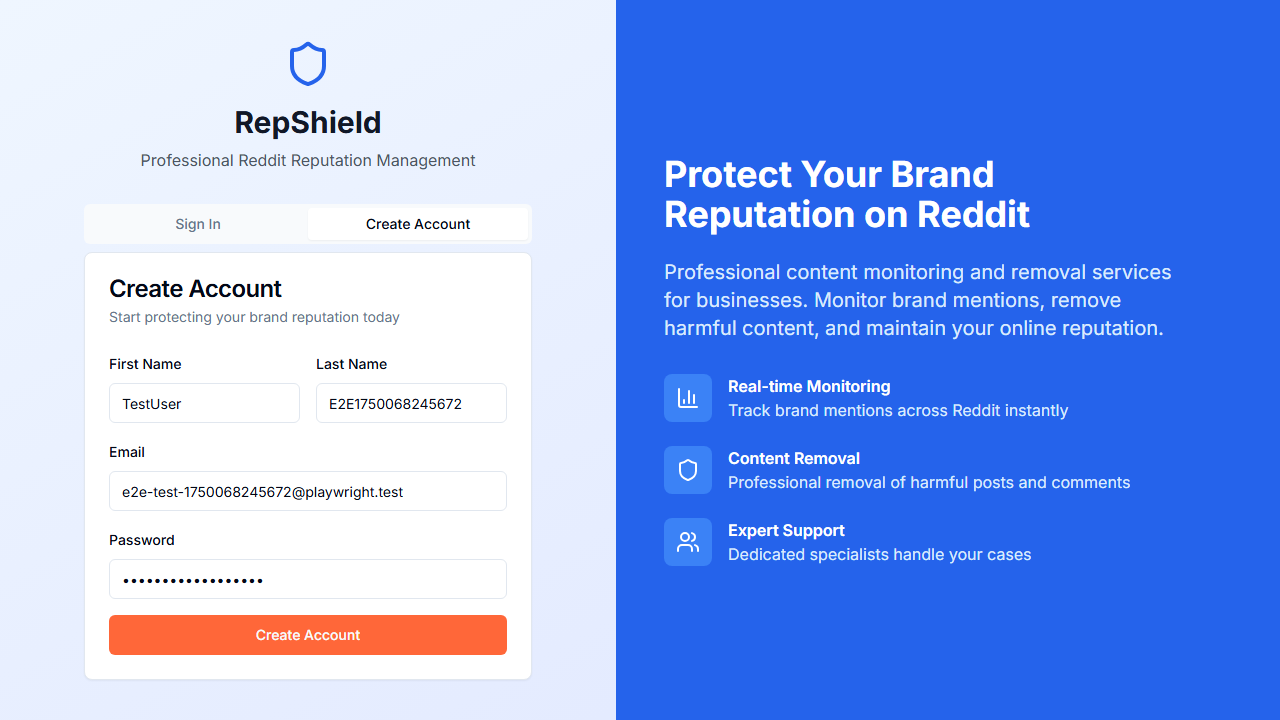 RepShield
Professional Reddit Reputation Management
Sign In
Create Account
Create Account
Start protecting your brand reputation today
First Name
Last Name
TestUser
E2E1750068245672
Email
e2e-test-1750068245672@playwright.test
Password
••••••••••••••••••
Create Account
Protect Your Brand
Reputation on Reddit
Professional content monitoring and removal services
for businesses. Monitor brand mentions, remove
harmful content, and maintain your online reputation.
Real-time Monitoring
Track brand mentions across Reddit instantly
Content Removal
Professional removal of harmful posts and comments
Expert Support
Dedicated specialists handle your cases